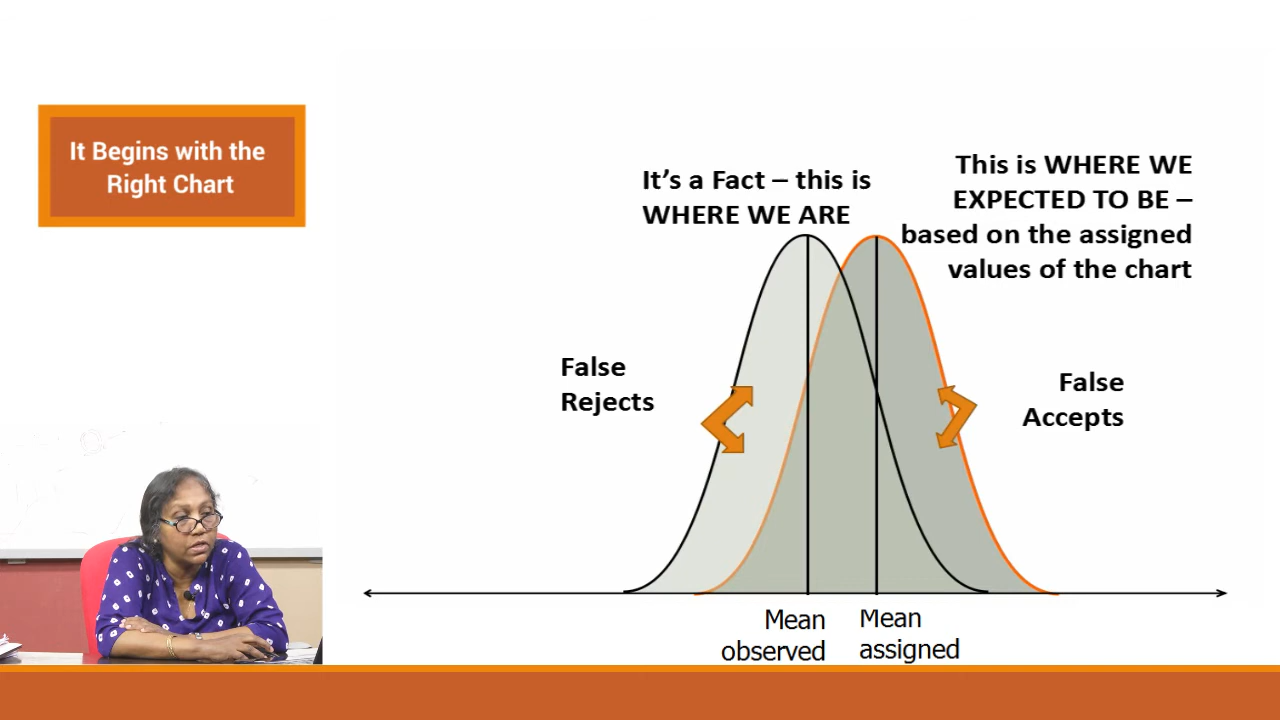 It Begins with the
Right Chart
It’s a Fact – this is
WHERE WE ARE
This is WHERE WE
EXPECTED TO BE –
based on the assigned
values of the chart
False
Rejects
False
Accepts
Mean
observed
Mean
assigned